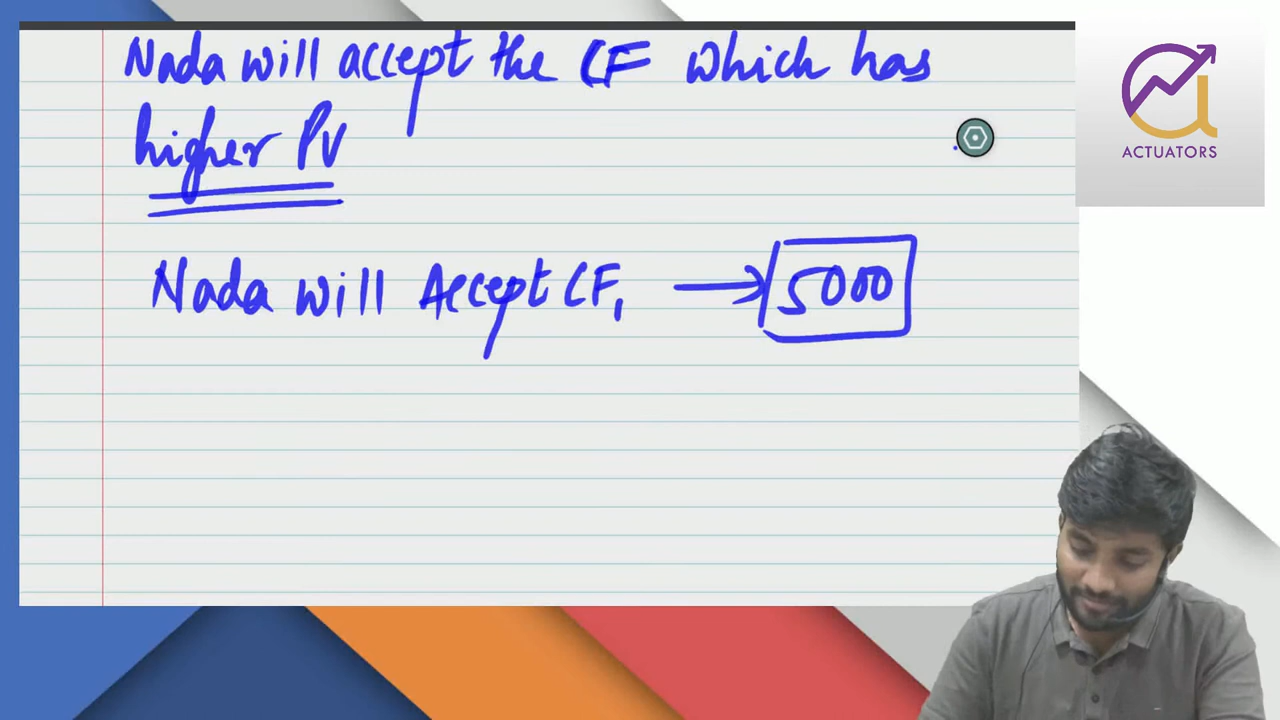 Nada will accept the CF which has
higher PV
Nada will Accept CF1 → 5000
ACTUATORS